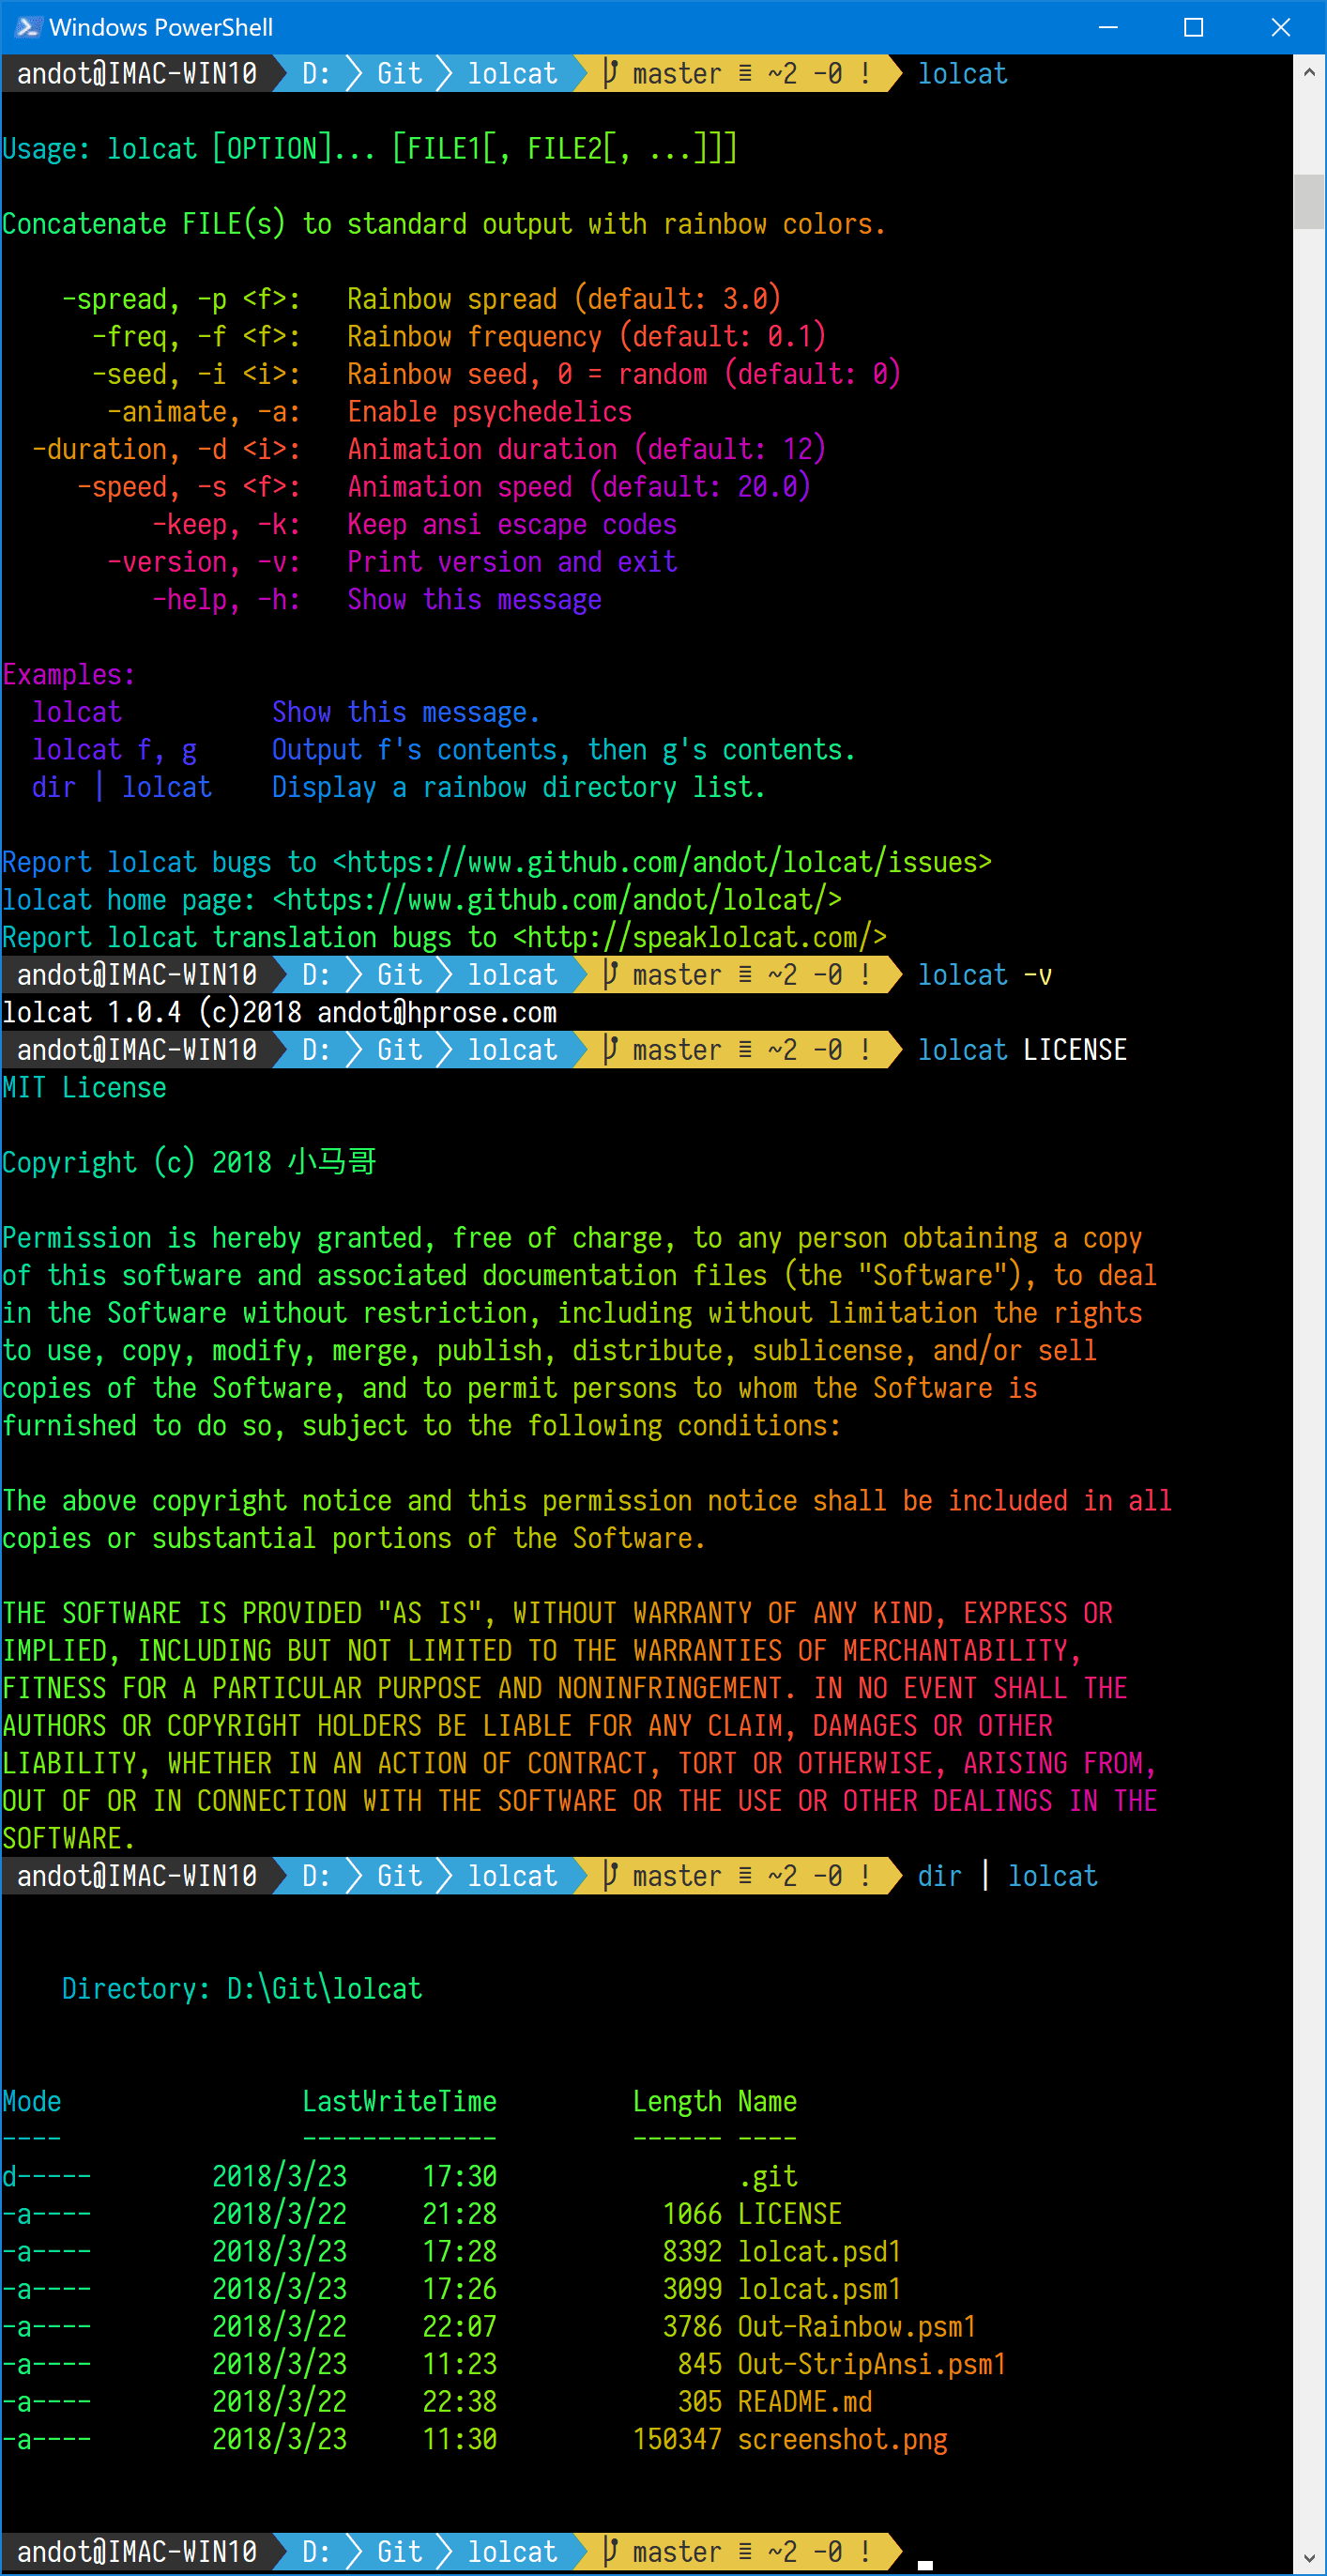 Windows PowerShell
andot@IMAC-WIN10 D: Git lolcat master ≡ ~2 -0 ! lolcat
Usage: lolcat [OPTION]... [FILE1[, FILE2[, ...]]]
Concatenate FILE(s) to standard output with rainbow colors.
-spread, -p <f>: Rainbow spread (default: 3.0)
-freq, -f <f>: Rainbow frequency (default: 0.1)
-seed, -i <i>: Rainbow seed, 0 = random (default: 0)
-animate, -a: Enable psychedelics
-duration, -d <i>: Animation duration (default: 12)
-speed, -s <f>: Animation speed (default: 20.0)
-keep, -k: Keep ansi escape codes
-version, -v: Print version and exit
-help, -h: Show this message
Examples:
lolcat Show this message.
lolcat f, g Output f's contents, then g's contents.
dir | lolcat Display a rainbow directory list.
Report lolcat bugs to <https://www.github.com/andot/lolcat/issues>
lolcat home page: <https://www.github.com/andot/lolcat/>
Report lolcat translation bugs to <http://speaklolcat.com/>
andot@IMAC-WIN10 D: Git lolcat master ≡ ~2 -0 ! lolcat -v
lolcat 1.0.4 (c)2018 andot@hprose.com
andot@IMAC-WIN10 D: Git lolcat master ≡ ~2 -0 ! lolcat LICENSE
MIT License
Copyright (c) 2018 小马哥
Permission is hereby granted, free of charge, to any person obtaining a copy
of this software and associated documentation files (the "Software"), to deal
in the Software without restriction, including without limitation the rights
to use, copy, modify, merge, publish, distribute, sublicense, and/or sell
copies of the Software, and to permit persons to whom the Software is
furnished to do so, subject to the following conditions:
The above copyright notice and this permission notice shall be included in all
copies or substantial portions of the Software.
THE SOFTWARE IS PROVIDED "AS IS", WITHOUT WARRANTY OF ANY KIND, EXPRESS OR
IMPLIED, INCLUDING BUT NOT LIMITED TO THE WARRANTIES OF MERCHANTABILITY,
FITNESS FOR A PARTICULAR PURPOSE AND NONINFRINGEMENT. IN NO EVENT SHALL THE
AUTHORS OR COPYRIGHT HOLDERS BE LIABLE FOR ANY CLAIM, DAMAGES OR OTHER
LIABILITY, WHETHER IN AN ACTION OF CONTRACT, TORT OR OTHERWISE, ARISING FROM,
OUT OF OR IN CONNECTION WITH THE SOFTWARE OR THE USE OR OTHER DEALINGS IN THE
SOFTWARE.
andot@IMAC-WIN10 D: Git lolcat master ≡ ~2 -0 ! dir | lolcat
Directory: D:\Git\lolcat
Mode LastWriteTime Length Name
---- ------------- ------ ----
d----- 2018/3/23 17:30 .git
-a---- 2018/3/22 21:28 1066 LICENSE
-a---- 2018/3/23 17:28 8392 lolcat.psd1
-a---- 2018/3/23 17:26 3099 lolcat.psm1
-a---- 2018/3/22 22:07 3786 Out-Rainbow.psm1
-a---- 2018/3/23 11:23 845 Out-StripAnsi.psm1
-a---- 2018/3/22 22:38 305 README.md
-a---- 2018/3/23 11:30 150347 screenshot.png
andot@IMAC-WIN10 D: Git lolcat master ≡ ~2 -0 !